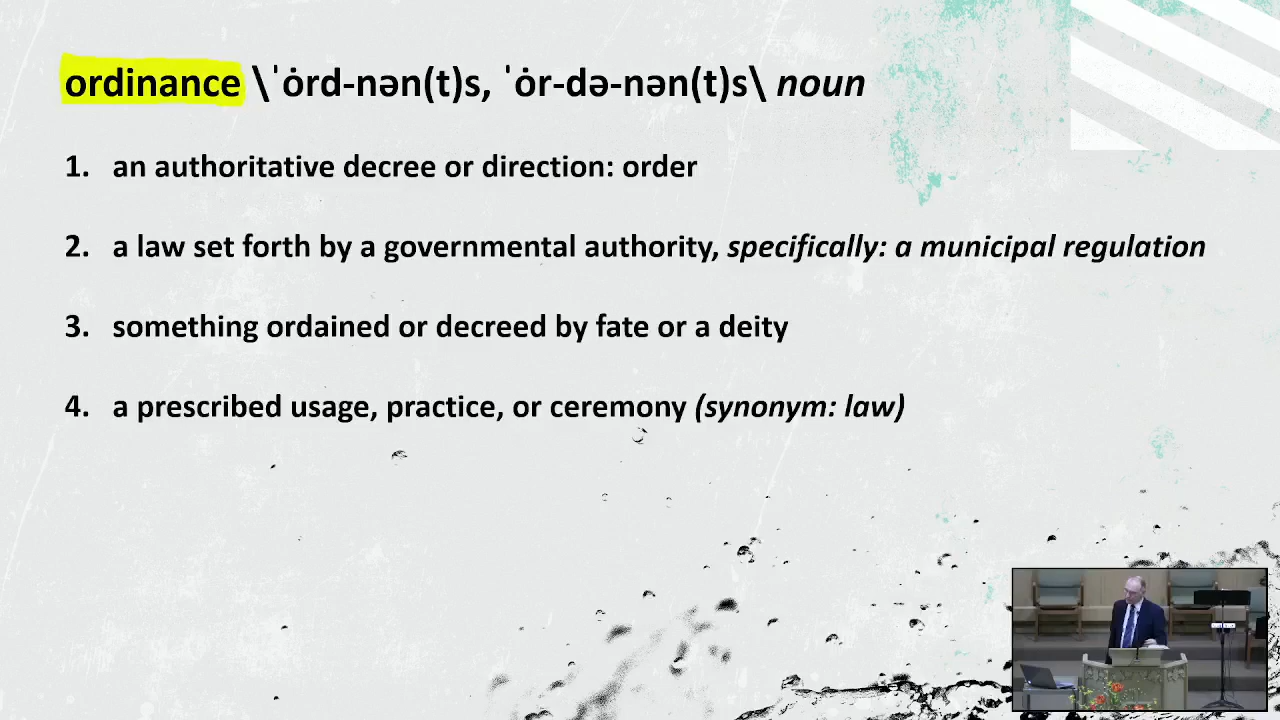 ordinance \ˈȯrd-nən(t)s, ˈȯr-də-nən(t)s\ noun
1. an authoritative decree or direction: order
2. a law set forth by a governmental authority, specifically: a municipal regulation
3. something ordained or decreed by fate or a deity
4. a prescribed usage, practice, or ceremony (synonym: law)